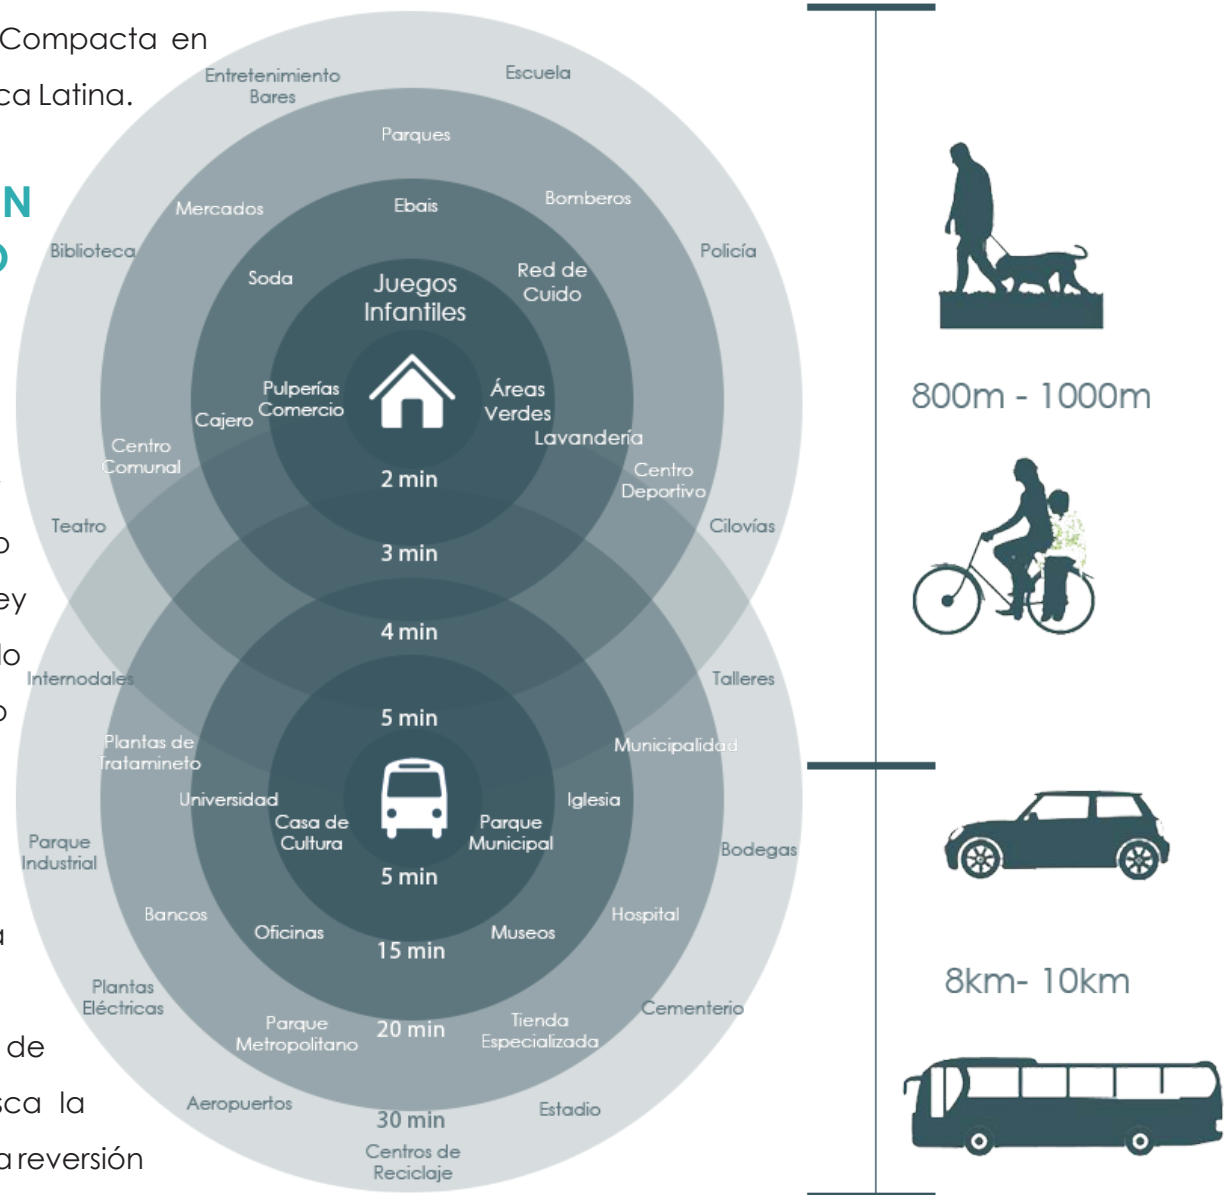 Compacta en
ca Latina.
N
O
o
ey
lo
o
a
de
sca la
a reversión
Entretenimiento
Bares
Escuela
Parques
Mercados
Ebais
Bomberos
Biblioteca
Policía
Soda
Juegos
Infantiles
Red de
Cuido
Pulperías
Comercio
Áreas
Verdes
Cajero
Lavandería
Centro
Comunal
Centro
Deportivo
2 min
Teatro
Cilovías
3 min
4 min
Internodales
Talleres
5 min
Plantas de
Tratamineto
Municipalidad
Universidad
Iglesia
Casa de
Cultura
Parque
Municipal
Parque
Industrial
Bodegas
5 min
Bancos
Hospital
Oficinas
Museos
15 min
Plantas
Eléctricas
Cementerio
Parque
Metropolitano
20 min
Tienda
Especializada
Aeropuertos
Estadio
30 min
Centros de
Reciclaje
800m - 1000m
8km- 10km